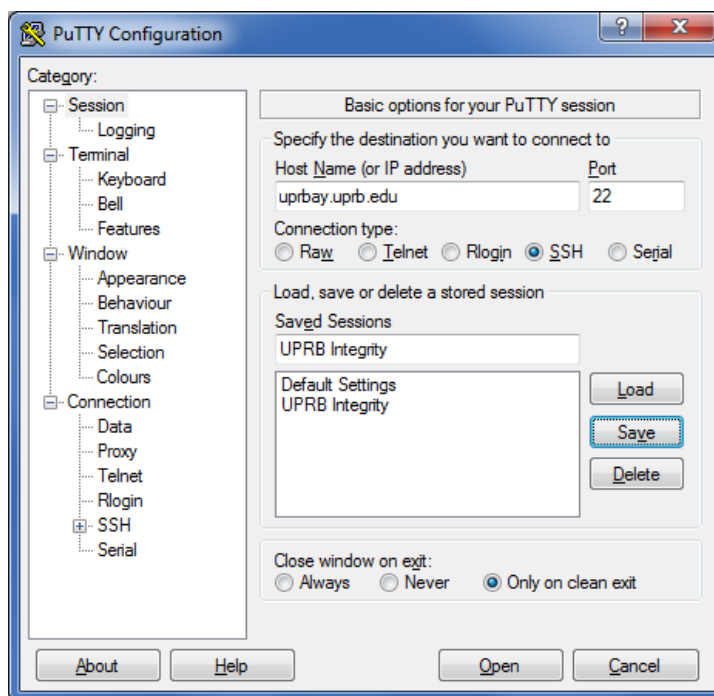 PuTTY Configuration
?
X
Category:
Session
Logging
Terminal
Keyboard
Bell
Features
Window
Appearance
Behaviour
Translation
Selection
Colours
Connection
Data
Proxy
Telnet
Rlogin
SSH
Serial
Basic options for your PuTTY session
Specify the destination you want to connect to
Host Name (or IP address) Port
uprbay.uprb.edu 22
Connection type:
Raw Telnet Rlogin SSH Serial
Load, save or delete a stored session
Saved Sessions
UPRB Integrity
Default Settings
UPRB Integrity
Load
Save
Delete
Close window on exit:
Always Never Only on clean exit
About Help Open Cancel